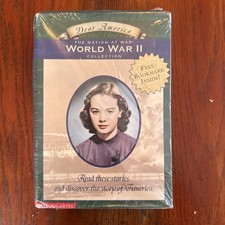 Dear America
THE NATION AT WAR
WORLD WAR II
COLLECTION
FREE!
BOOKMARK
INSIDE!
Read these stories
and discover the story of America.
SCHOLASTIC